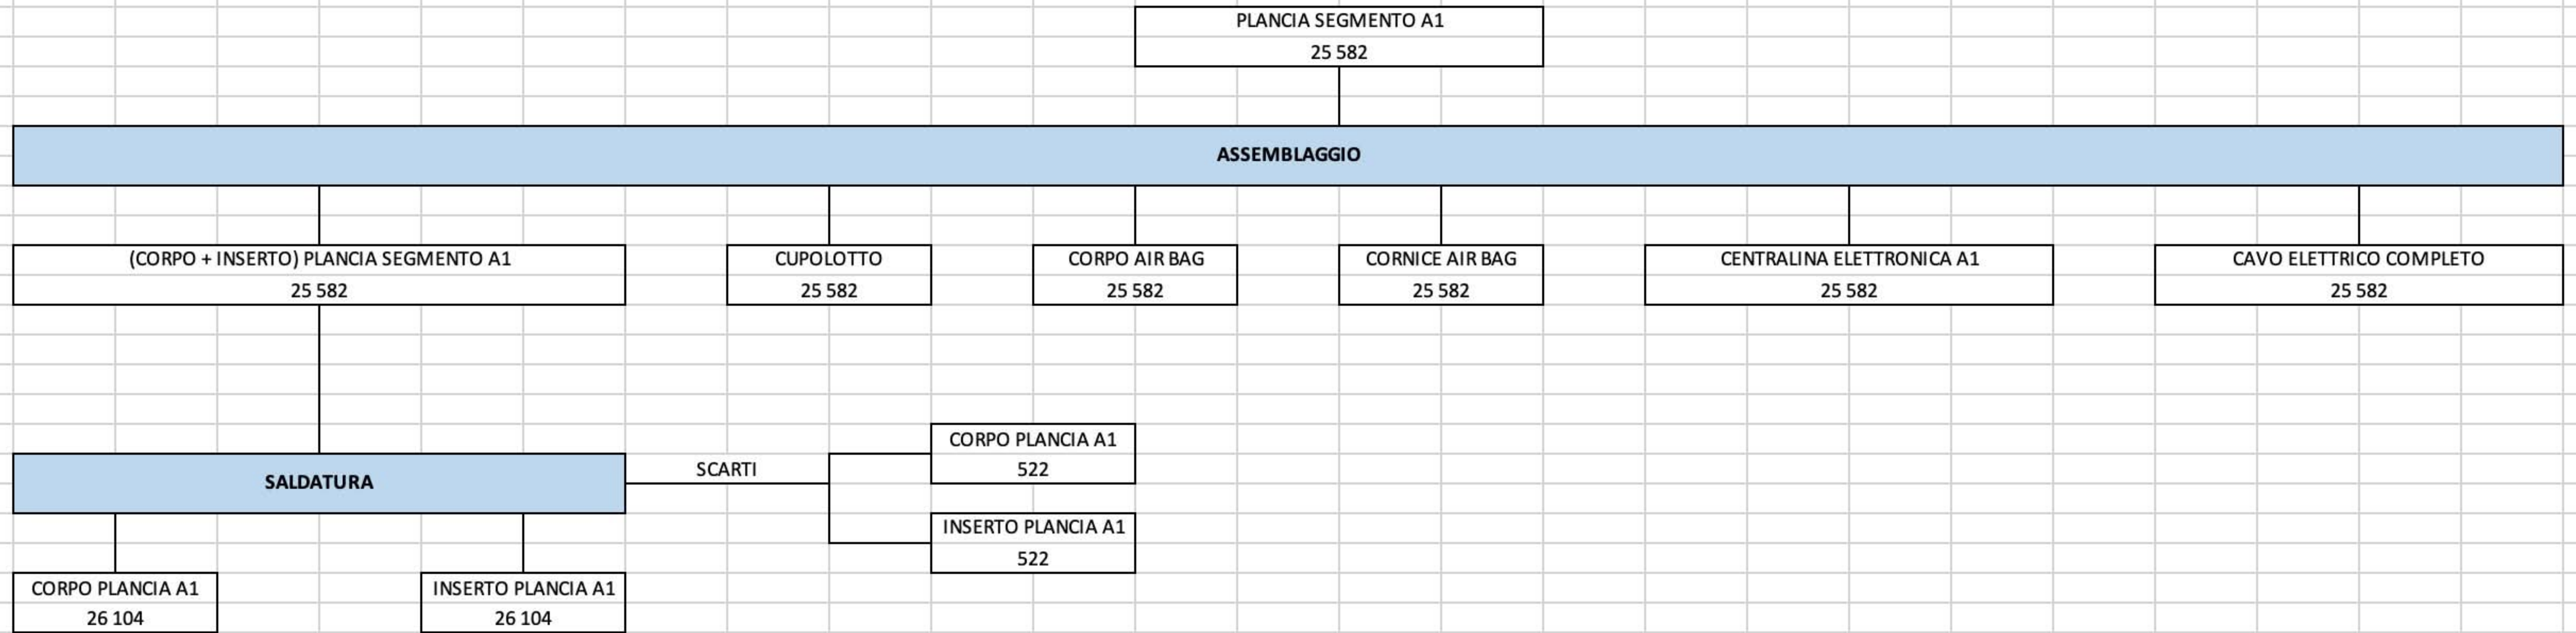 PLANCIA SEGMENTO A1
25 582
ASSEMBLAGGIO
(CORPO + INSERTO) PLANCIA SEGMENTO A1
25 582
CUPOLOTTO
25 582
CORPO AIR BAG
25 582
CORNICE AIR BAG
25 582
CENTRALINA ELETTRONICA A1
25 582
CAVO ELETTRICO COMPLETO
25 582
SALDATURA
SCARTI
CORPO PLANCIA A1
522
INSERTO PLANCIA A1
522
CORPO PLANCIA A1
26 104
INSERTO PLANCIA A1
26 104